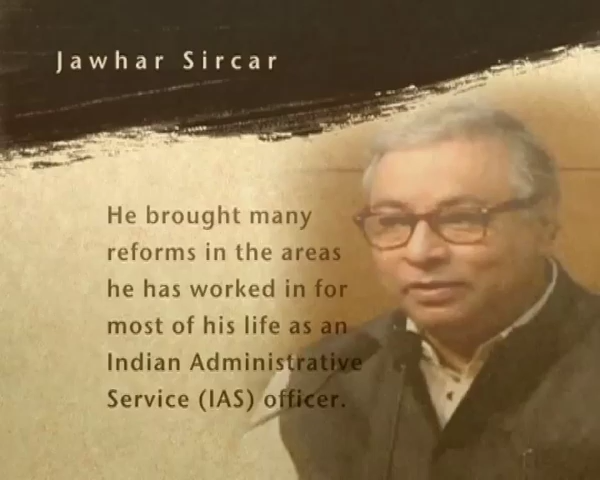 Jawhar Sircar
He brought many
reforms in the areas
he has worked in for
most of his life as an
Indian Administrative
Service (IAS) officer.